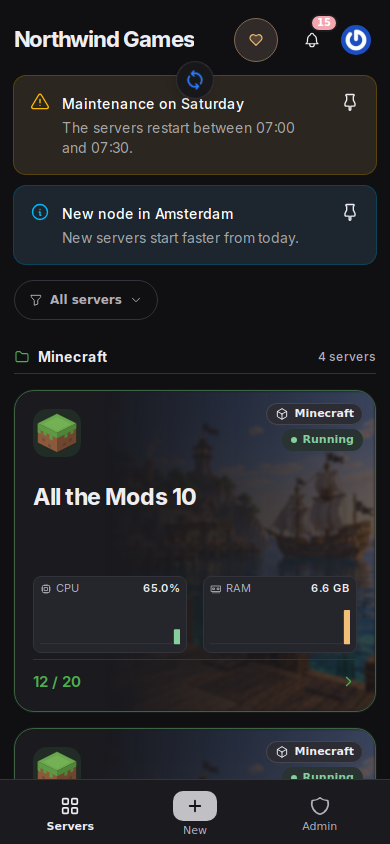 Northwind Games
15
Maintenance on Saturday
The servers restart between 07:00
and 07:30.
New node in Amsterdam
New servers start faster from today.
All servers
Minecraft
4 servers
Minecraft
Running
All the Mods 10
CPU
65.0%
RAM
6.6 GB
12 / 20
Minecraft
Running
Servers
New
Admin